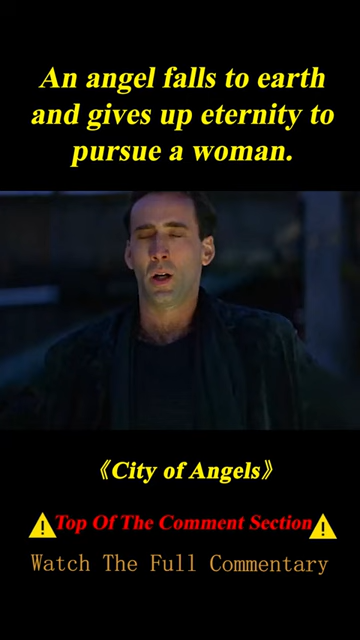 An angel falls to earth
and gives up eternity to
pursue a woman.
《City of Angels》
Top Of The Comment Section
Watch The Full Commentary